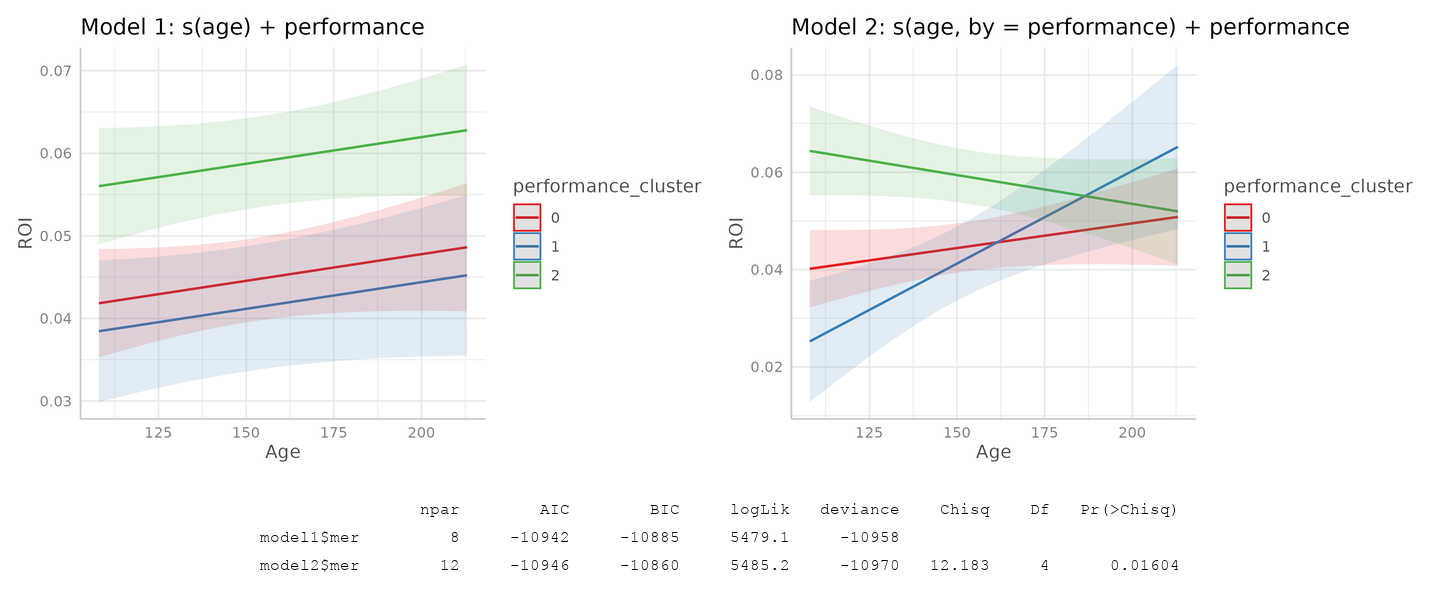 Model 1: s(age) + performance
0.07
0.06
0.05
0.04
0.03
ROI
125 150 175 200
Age
performance_cluster
0
1
2
Model 2: s(age, by = performance) + performance
0.08
0.06
0.04
0.02
ROI
125 150 175 200
Age
performance_cluster
0
1
2
npar AIC BIC logLik deviance Chisq Df Pr(>Chisq)
model1$mer 8 -10942 -10885 5479.1 -10958
model2$mer 12 -10946 -10860 5485.2 -10970 12.183 4 0.01604